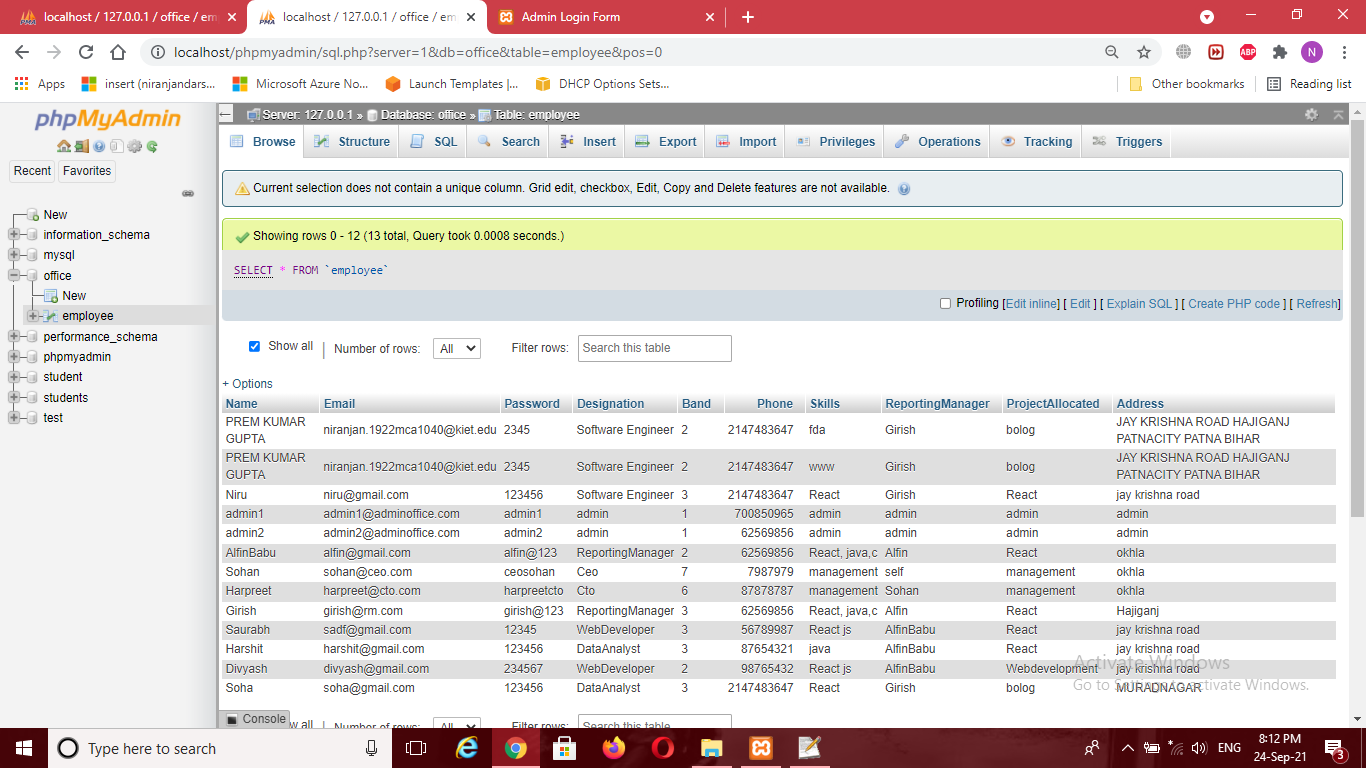 localhost / 127.0.0.1 / office / em
localhost / 127.0.0.1 / office / em
Admin Login Form
localhost/phpmyadmin/sql.php?server=1&db=office&table=employee&pos=0
ABP
N
Apps
insert (niranjandars...
Microsoft Azure No...
Launch Templates |...
DHCP Options Sets...
Other bookmarks
Reading list
phpMyAdmin
Recent Favorites
New
information_schema
mysql
office
New
employee
performance_schema
phpmyadmin
student
students
test
Server: 127.0.0.1 » Database: office » Table: employee
Browse Structure SQL Search Insert Export Import Privileges Operations Tracking Triggers
Current selection does not contain a unique column. Grid edit, checkbox, Edit, Copy and Delete features are not available.
Showing rows 0 - 12 (13 total, Query took 0.0008 seconds.)
SELECT * FROM `employee`
Profiling [Edit inline] [ Edit ] [ Explain SQL ] [ Create PHP code ] [ Refresh]
Show all Number of rows: All Filter rows: Search this table
+ Options
Name Email Password Designation Band Phone Skills ReportingManager ProjectAllocated Address
PREM KUMAR GUPTA niranjan.1922mca1040@kiet.edu 2345 Software Engineer 2 2147483647 fda Girish bolog JAY KRISHNA ROAD HAJIGANJ PATNACITY PATNA BIHAR
PREM KUMAR GUPTA niranjan.1922mca1040@kiet.edu 2345 Software Engineer 2 2147483647 www Girish bolog JAY KRISHNA ROAD HAJIGANJ PATNACITY PATNA BIHAR
Niru niru@gmail.com 123456 Software Engineer 3 2147483647 React Girish React jay krishna road
admin1 admin1@adminoffice.com admin1 admin 1 700850965 admin admin admin admin
admin2 admin2@adminoffice.com admin2 admin 1 62569856 admin admin admin admin
AlfinBabu alfin@gmail.com alfin@123 ReportingManager 2 62569856 React, java,c Alfin React okhla
Sohan sohan@ceo.com ceosohan Ceo 7 7987979 management self management okhla
Harpreet harpreet@cto.com harpreetcto Cto 6 87878787 management Sohan management okhla
Girish girish@rm.com girish@123 ReportingManager 3 62569856 React, java,c Alfin React Hajiganj
Saurabh sadf@gmail.com 12345 WebDeveloper 3 56789987 React js AlfinBabu React jay krishna road
Harshit harshit@gmail.com 123456 DataAnalyst 3 87654321 java AlfinBabu React jay krishna road
Divyash divyash@gmail.com 234567 WebDeveloper 2 98765432 React js AlfinBabu Webdevelopment jay krishna road
Soha soha@gmail.com 123456 DataAnalyst 3 2147483647 React Girish bolog MURADNAGAR
Activate Windows
Go to Settings to activate Windows.
Console
w all Number of rows: All Filter rows: Search this table
Type here to search
ENG
8:12 PM
24-Sep-21
3